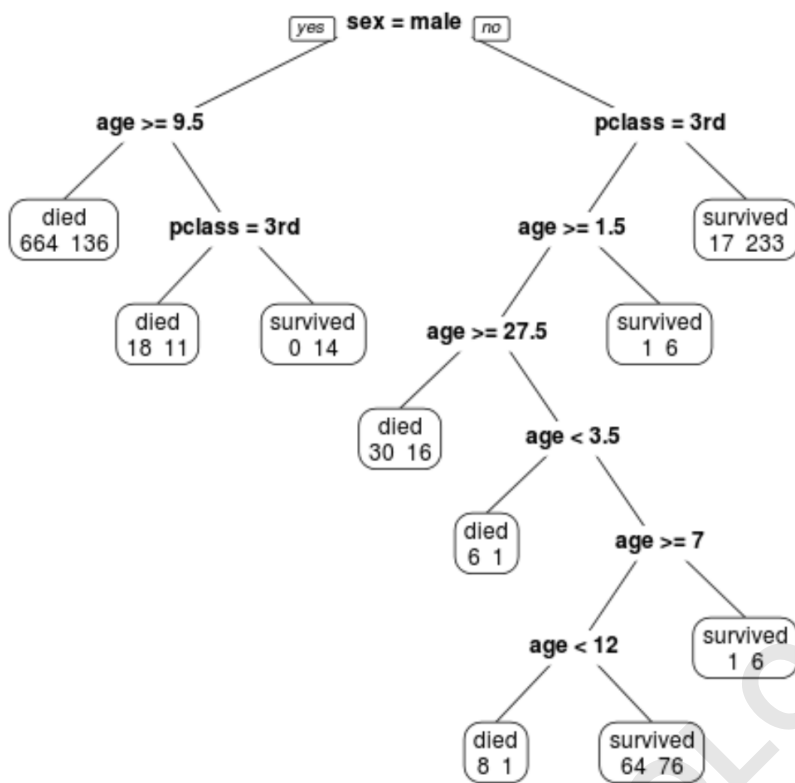 yes sex = male no
age >= 9.5 pclass = 3rd
died
664 136
pclass = 3rd
age >= 1.5
survived
17 233
died
18 11
survived
0 14
age >= 27.5
survived
1 6
died
30 16
age < 3.5
died
6 1
age >= 7
age < 12
survived
1 6
died
8 1
survived
64 76